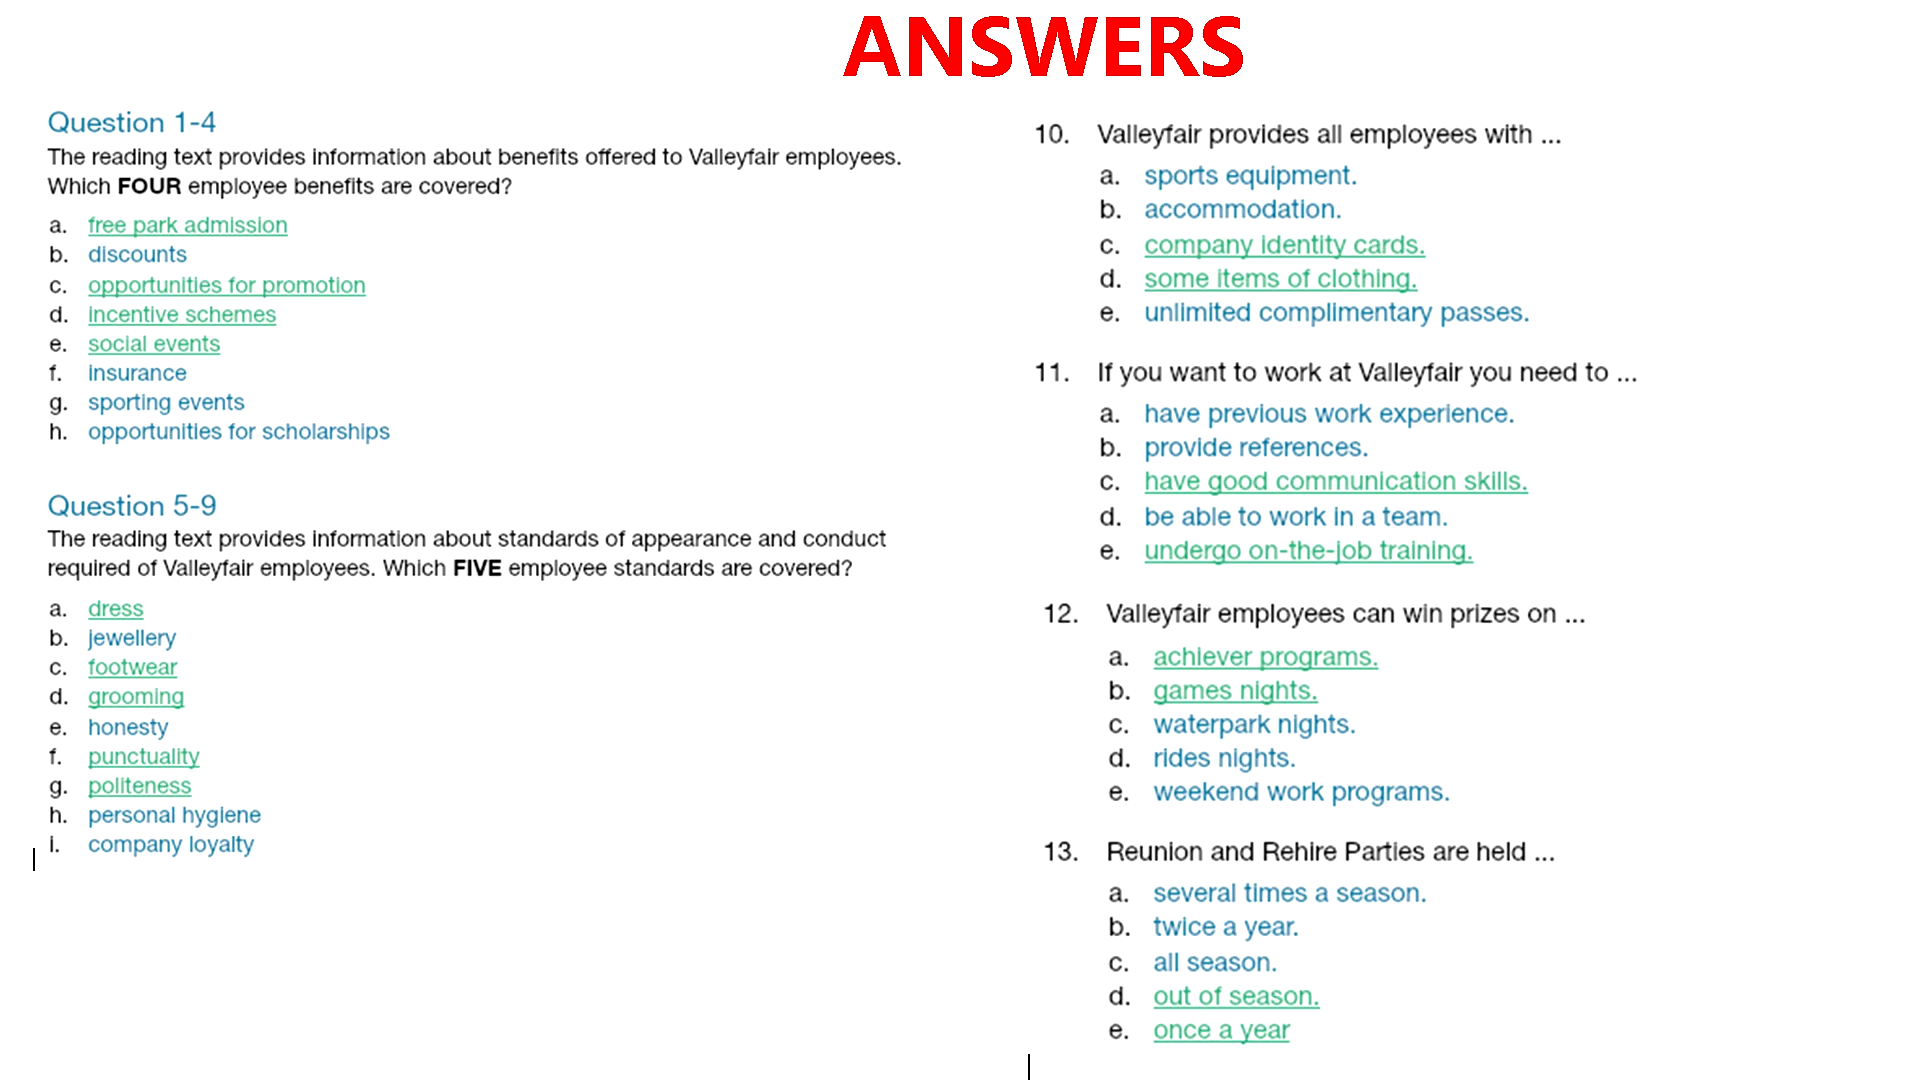 ANSWERS
Question 1-4
The reading text provides information about benefits offered to Valleyfair employees.
Which FOUR employee benefits are covered?
a. free park admission
b. discounts
c. opportunities for promotion
d. incentive schemes
e. social events
f. insurance
g. sporting events
h. opportunities for scholarships
Question 5-9
The reading text provides information about standards of appearance and conduct
required of Valleyfair employees. Which FIVE employee standards are covered?
a. dress
b. jewellery
c. footwear
d. grooming
e. honesty
f. punctuality
g. politeness
h. personal hygiene
i. company loyalty
10. Valleyfair provides all employees with ...
a. sports equipment.
b. accommodation.
c. company identity cards.
d. some items of clothing.
e. unlimited complimentary passes.
11. If you want to work at Valleyfair you need to ...
a. have previous work experience.
b. provide references.
c. have good communication skills.
d. be able to work in a team.
e. undergo on-the-job training.
12. Valleyfair employees can win prizes on ...
a. achiever programs.
b. games nights.
c. waterpark nights.
d. rides nights.
e. weekend work programs.
13. Reunion and Rehire Parties are held ...
a. several times a season.
b. twice a year.
c. all season.
d. out of season.
e. once a year